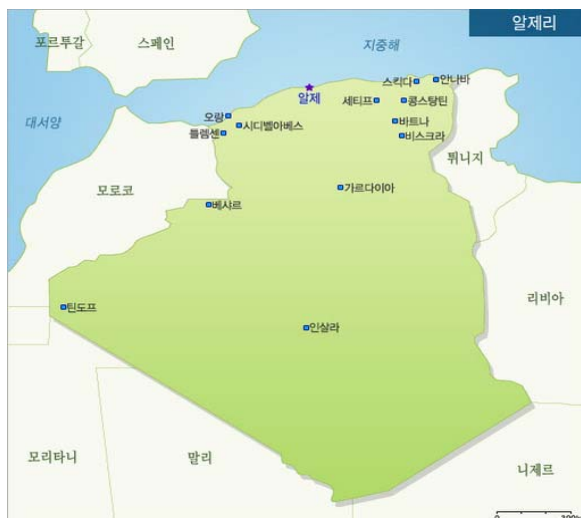 알제리
포르투갈
스페인
지중해
스킥다
안나바
알제
세티프
콩스탕틴
대서양
오랑
시디벨아베스
바트나
틀렘센
비스크라
튀니지
모로코
가르다이아
베샤르
리비아
틴도프
인살라
모리타니
말리
니제르
0